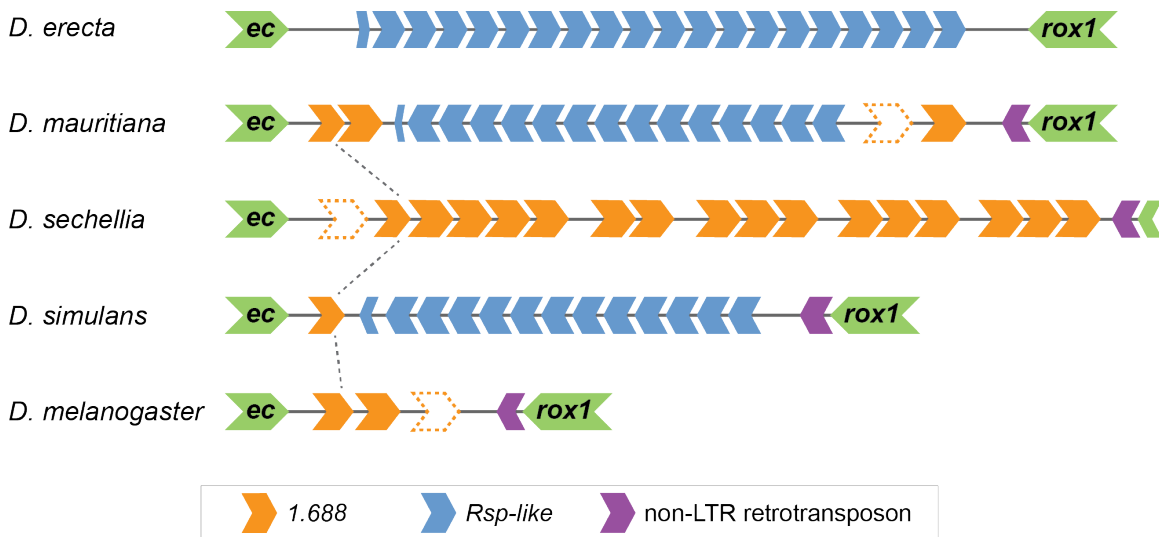 D. erecta ec rox1
D. mauritiana ec rox1
D. sechellia ec
D. simulans ec rox1
D. melanogaster ec rox1
1.688 Rsp-like non-LTR retrotransposon